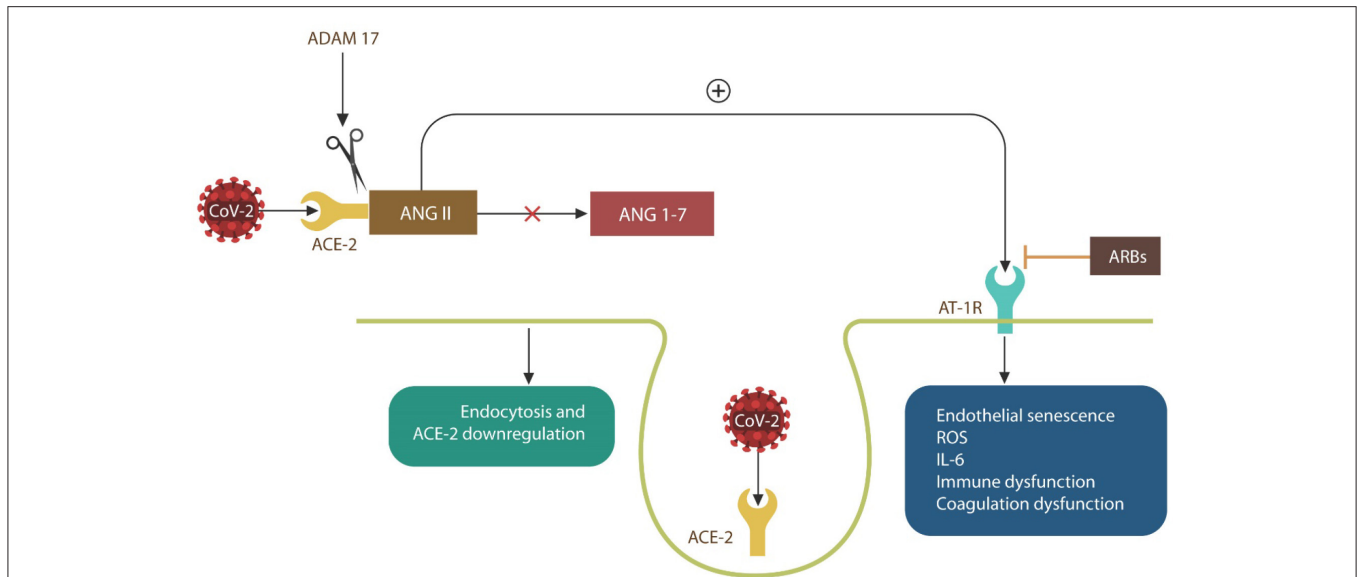 ADAM 17
CoV-2
ACE-2
ANG II
ANG 1-7
ARBs
AT-1R
Endocytosis and
ACE-2 downregulation
CoV-2
ACE-2
Endothelial senescence
ROS
IL-6
Immune dysfunction
Coagulation dysfunction